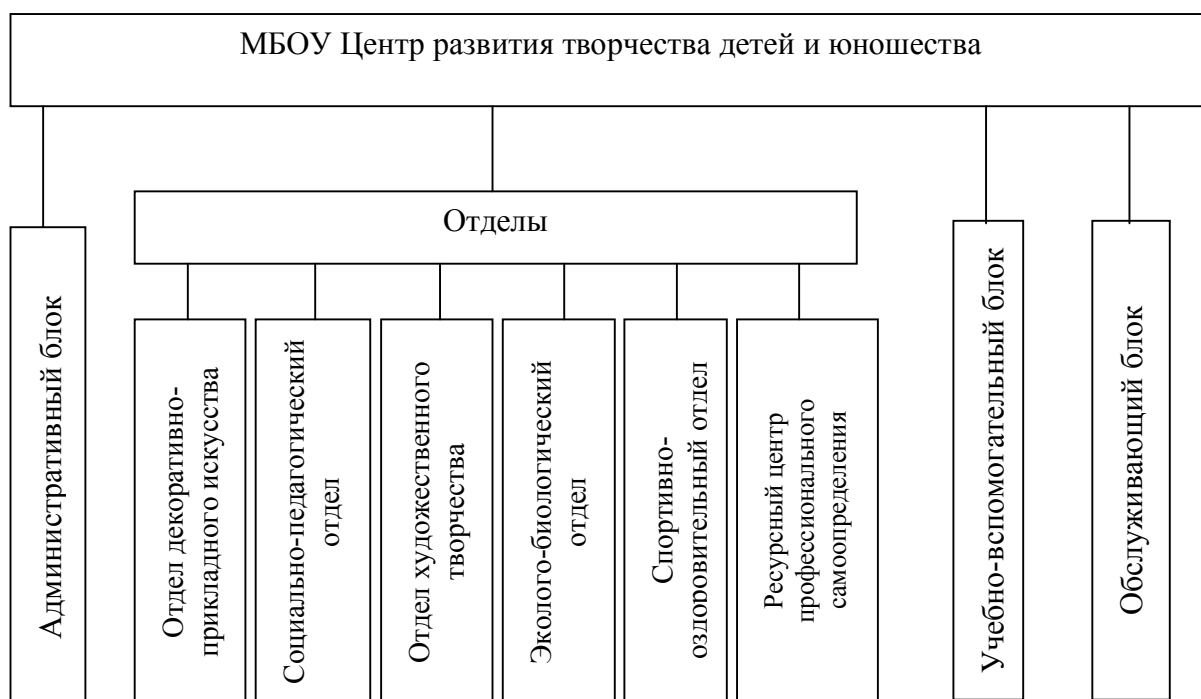 МБОУ Центр развития творчества детей и юношества
Отделы
Административный блок
Отдел декоративно-
прикладного искусства
Социально-педагогический
отдел
Отдел художественного
творчества
Эколого-биологический
отдел
Спортивно-
оздоровительный отдел
Ресурсный центр
профессионального
самоопределения
Учебно-вспомогательный блок
Обслуживающий блок